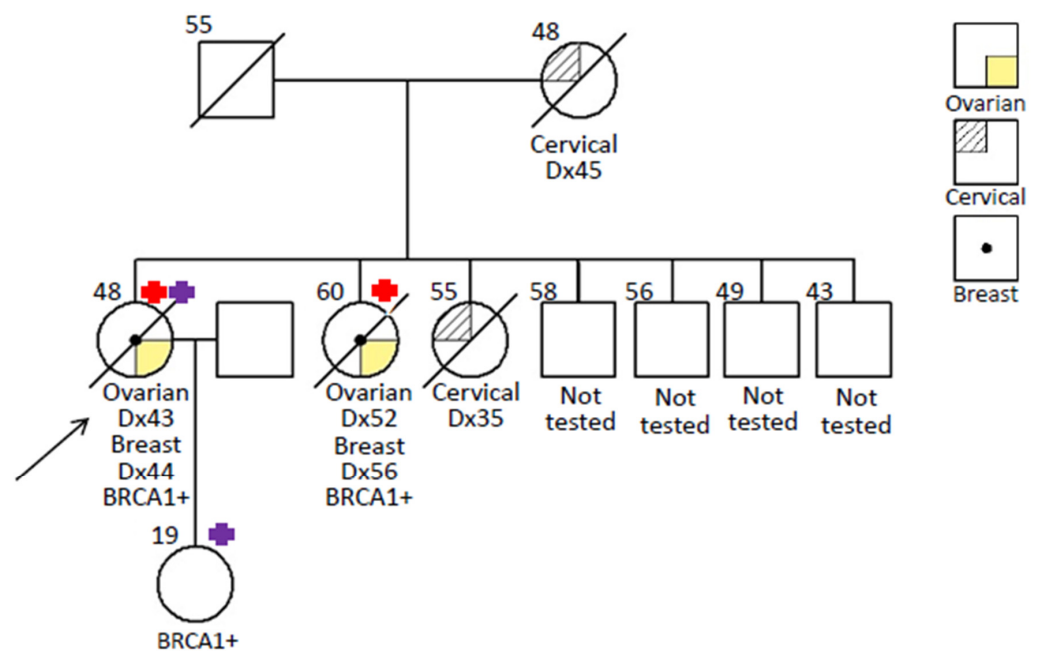 55
48
Cervical
Dx45
Ovarian
Cervical
Breast
48
60
55
58
56
49
43
Ovarian
Dx43
Breast
Dx44
BRCA1+
Ovarian
Dx52
Breast
Dx56
BRCA1+
Cervical
Dx35
Not
tested
Not
tested
Not
tested
Not
tested
19
BRCA1+